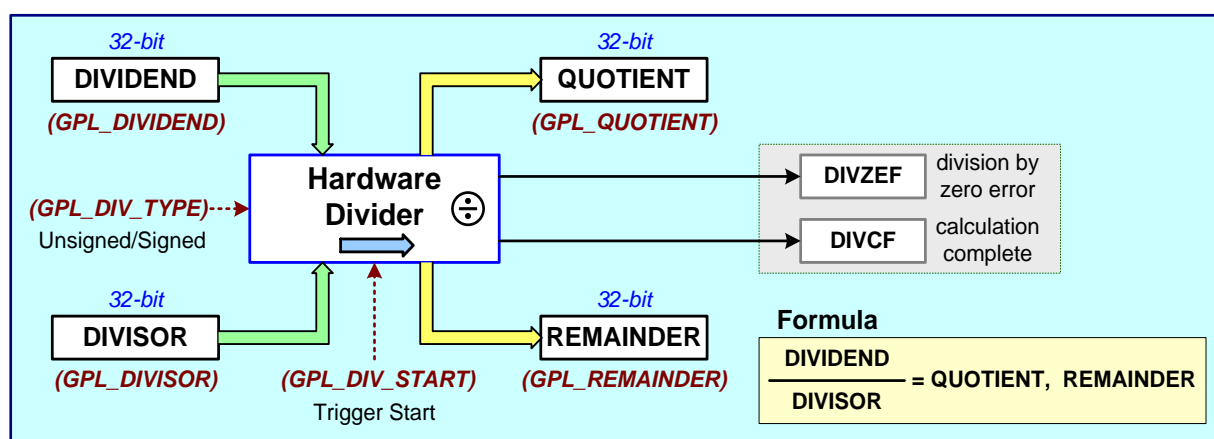 32-bit
DIVIDEND
(GPL_DIVIDEND)
32-bit
QUOTIENT
(GPL_QUOTIENT)
Hardware
Divider
(GPL_DIV_TYPE)
Unsigned/Signed
DIVZEF
division by
zero error
DIVCF
calculation
complete
32-bit
DIVISOR
(GPL_DIVISOR)
(GPL_DIV_START)
Trigger Start
32-bit
REMAINDER
(GPL_REMAINDER)
Formula
DIVIDEND
DIVISOR
= QUOTIENT, REMAINDER